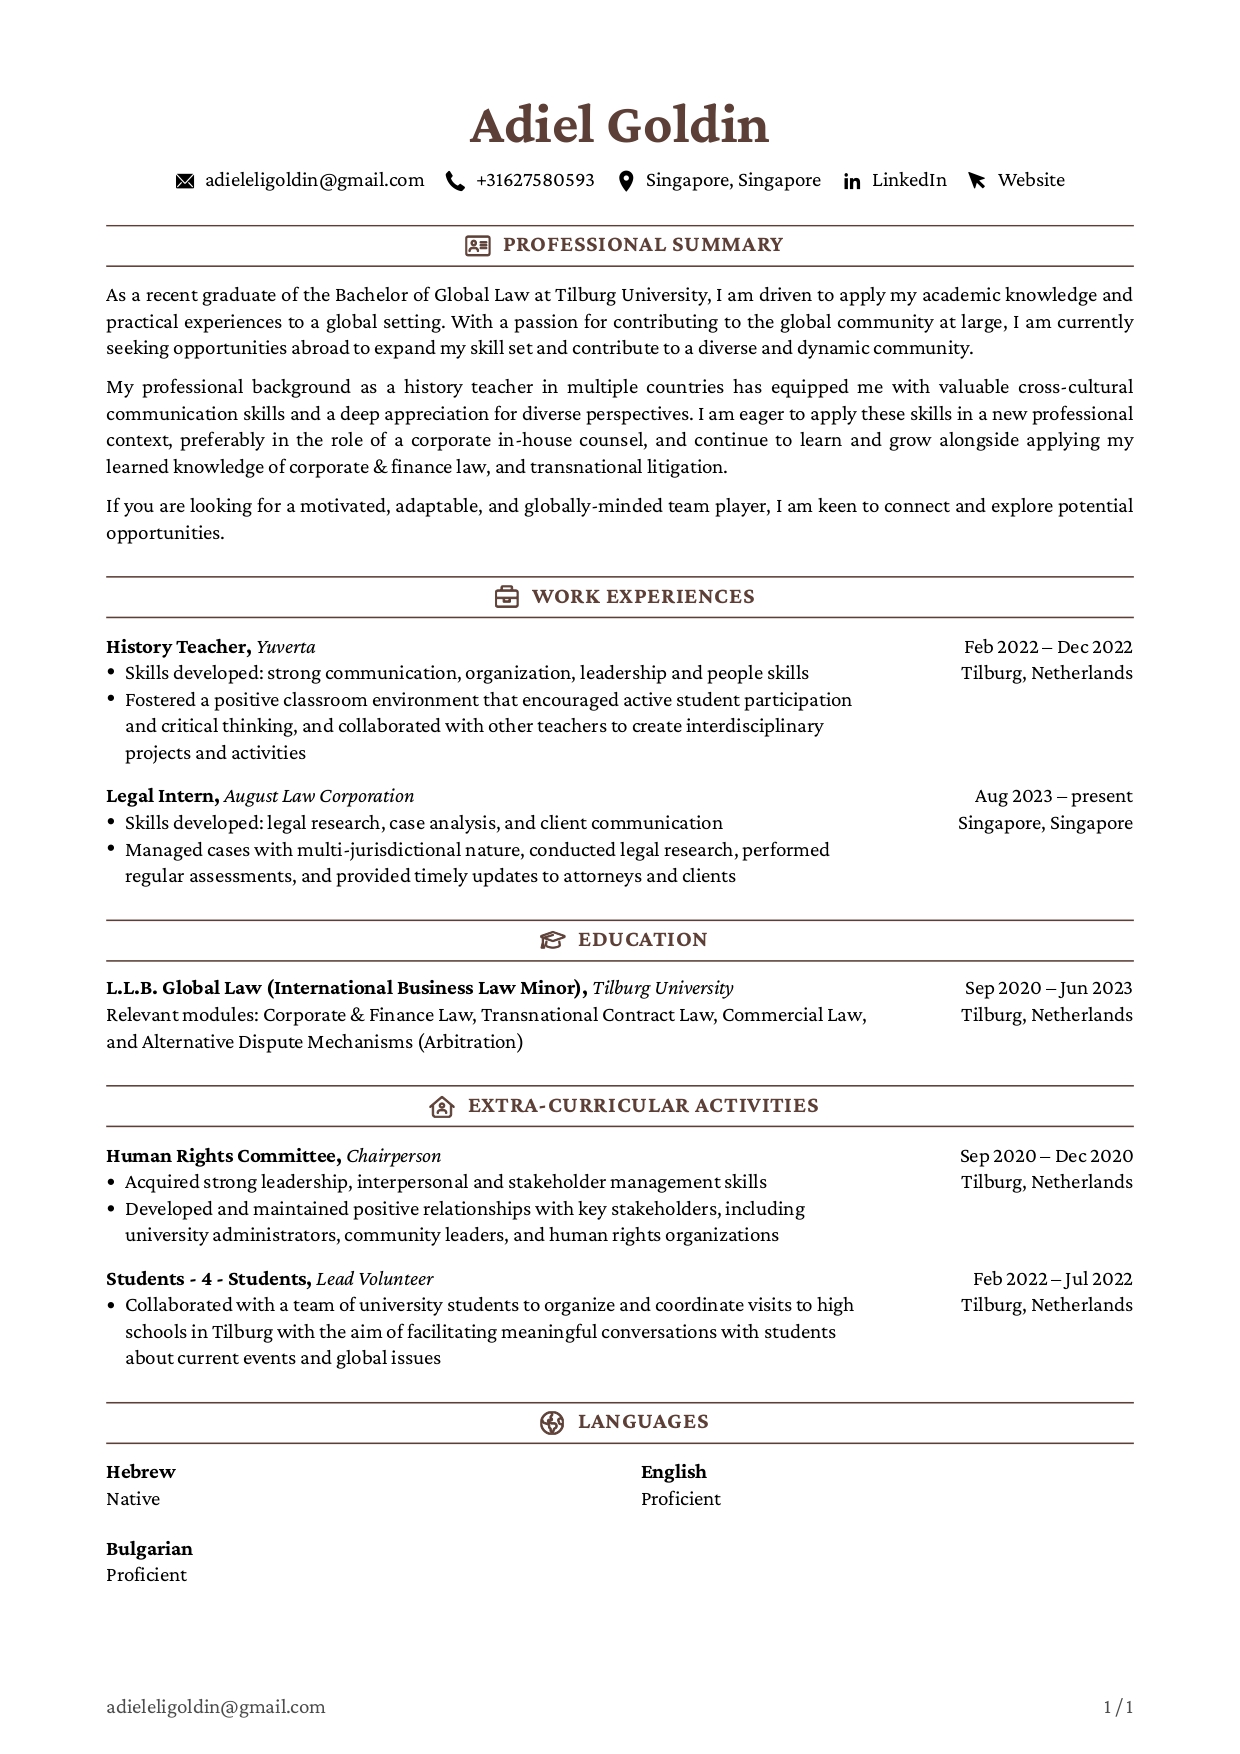 Adiel Goldin
adieleligoldin@gmail.com +31627580593 Singapore, Singapore LinkedIn Website
PROFESSIONAL SUMMARY
As a recent graduate of the Bachelor of Global Law at Tilburg University, I am driven to apply my academic knowledge and
practical experiences to a global setting. With a passion for contributing to the global community at large, I am currently
seeking opportunities abroad to expand my skill set and contribute to a diverse and dynamic community.
My professional background as a history teacher in multiple countries has equipped me with valuable cross-cultural
communication skills and a deep appreciation for diverse perspectives. I am eager to apply these skills in a new professional
context, preferably in the role of a corporate in-house counsel, and continue to learn and grow alongside applying my
learned knowledge of corporate & finance law, and transnational litigation.
If you are looking for a motivated, adaptable, and globally-minded team player, I am keen to connect and explore potential
opportunities.
WORK EXPERIENCES
History Teacher, Yuverta Feb 2022 – Dec 2022
• Skills developed: strong communication, organization, leadership and people skills Tilburg, Netherlands
• Fostered a positive classroom environment that encouraged active student participation
and critical thinking, and collaborated with other teachers to create interdisciplinary
projects and activities
Legal Intern, August Law Corporation Aug 2023 – present
• Skills developed: legal research, case analysis, and client communication Singapore, Singapore
• Managed cases with multi-jurisdictional nature, conducted legal research, performed
regular assessments, and provided timely updates to attorneys and clients
EDUCATION
L.L.B. Global Law (International Business Law Minor), Tilburg University Sep 2020 – Jun 2023
Relevant modules: Corporate & Finance Law, Transnational Contract Law, Commercial Law, Tilburg, Netherlands
and Alternative Dispute Mechanisms (Arbitration)
EXTRA-CURRICULAR ACTIVITIES
Human Rights Committee, Chairperson Sep 2020 – Dec 2020
• Acquired strong leadership, interpersonal and stakeholder management skills Tilburg, Netherlands
• Developed and maintained positive relationships with key stakeholders, including
university administrators, community leaders, and human rights organizations
Students - 4 - Students, Lead Volunteer Feb 2022 – Jul 2022
• Collaborated with a team of university students to organize and coordinate visits to high Tilburg, Netherlands
schools in Tilburg with the aim of facilitating meaningful conversations with students
about current events and global issues
LANGUAGES
Hebrew English
Native Proficient
Bulgarian
Proficient
adieleligoldin@gmail.com 1 / 1